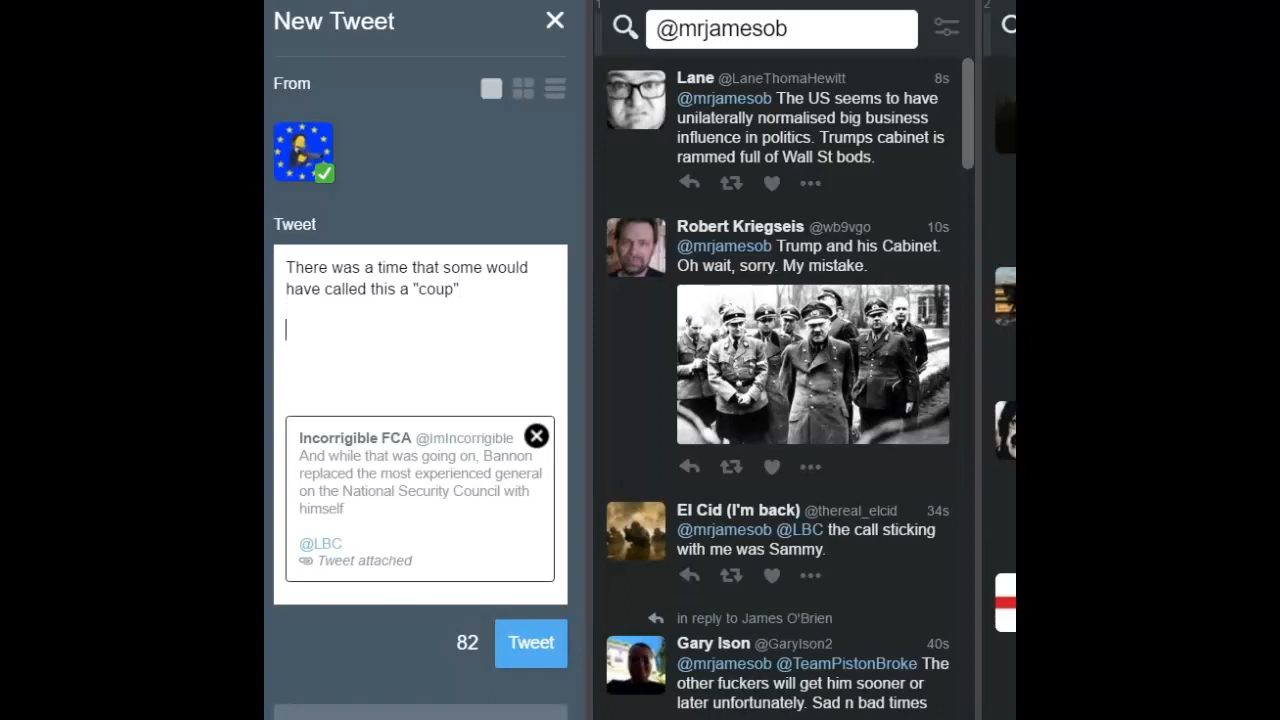 New Tweet
From
Tweet
There was a time that some would
have called this a "coup"
Incorrigible FCA @ImIncorrigible
And while that was going on, Bannon
replaced the most experienced general
on the National Security Council with
himself
@LBC
Tweet attached
82
Tweet
1
@mrjamesob
Lane @LaneThomaHewitt 8s
@mrjamesob The US seems to have
unilaterally normalised big business
influence in politics. Trumps cabinet is
rammed full of Wall St bods.
Robert Kriegseis @wb9vgo 10s
@mrjamesob Trump and his Cabinet.
Oh wait, sorry. My mistake.
El Cid (I'm back) @thereal_elcid 34s
@mrjamesob @LBC the call sticking
with me was Sammy.
in reply to James O'Brien
Gary Ison @GaryIson2 40s
@mrjamesob @TeamPistonBroke The
other fuckers will get him sooner or
later unfortunately. Sad n bad times
2